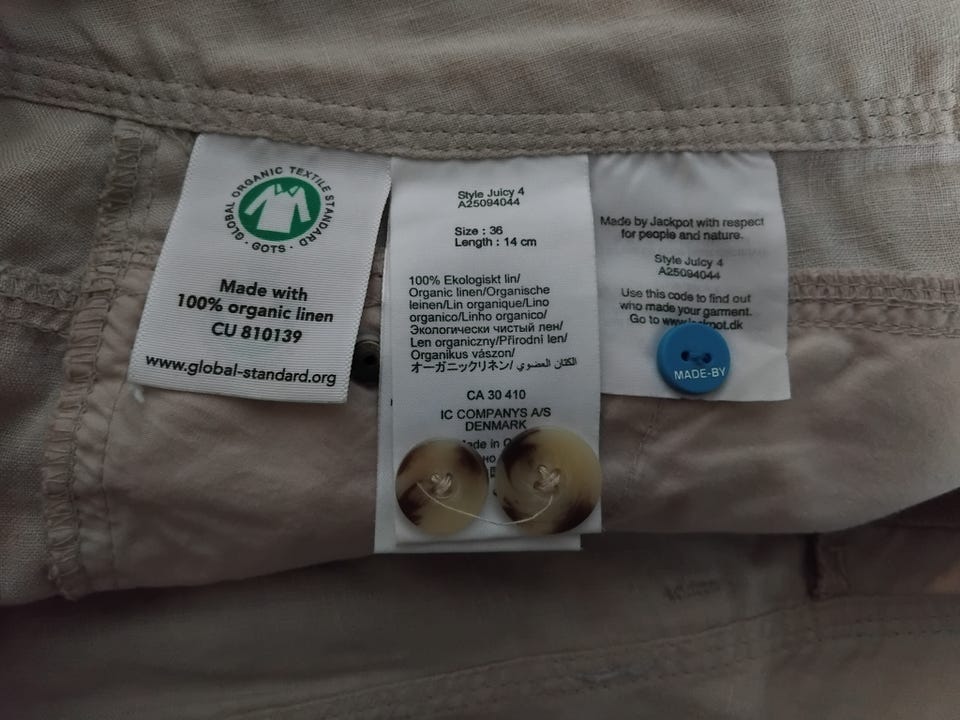 GLOBAL ORGANIC TEXTILE STANDARD · GOTS ·
Made with
100% organic linen
CU 810139
www.global-standard.org
Style Juicy 4
A25094044
Size : 36
Length : 14 cm
100% Ekologiskt lin/
Organic linen/Organische
leinen/Lin organique/Lino
organico/Linho organico/
Экологически чистый лен/
Len organiczny/Přírodní len/
Organikus vászon/
オーガニックリネン/ الكتان العضوي/
CA 30 410
IC COMPANYS A/S
DENMARK
in
Made by Jackpot with respect
for people and nature.
Style Juicy 4
A25094044
Use this code to find out
who made your garment.
Go to www.jackpot.dk
MADE-BY